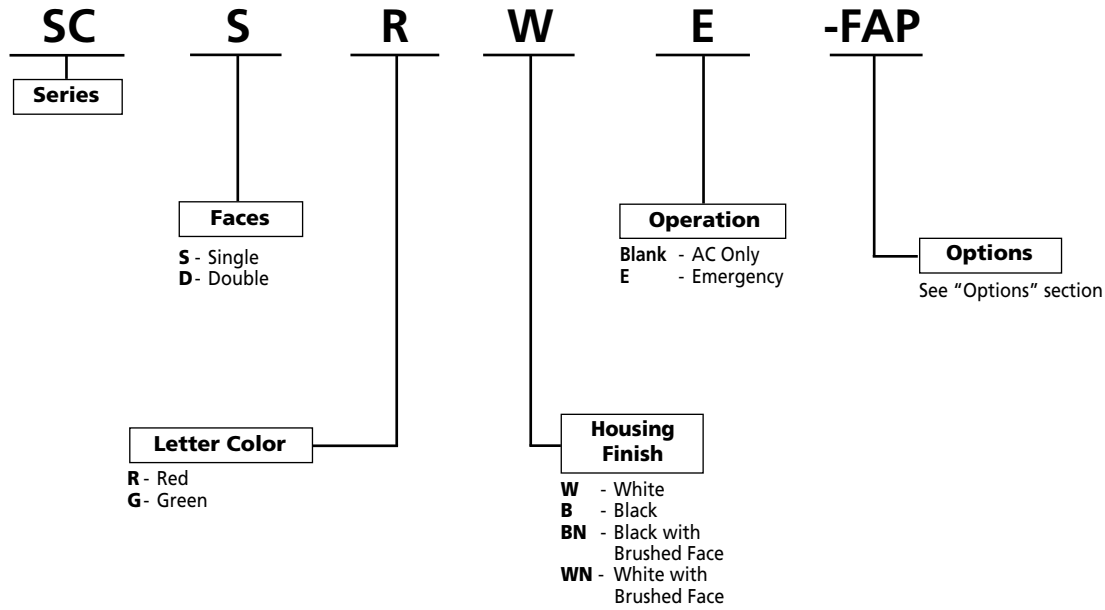 SC S R W E -FAP
Series
Faces
S - Single
D - Double
Operation
Blank - AC Only
E - Emergency
Options
See "Options" section
Letter Color
R - Red
G - Green
Housing
Finish
W - White
B - Black
BN - Black with
Brushed Face
WN - White with
Brushed Face